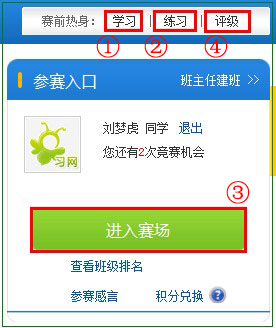 赛前热身： 学习 | 练习 | 评级
① ② ④
参赛入口 班主任建班 >>
刘梦虎 同学 退出
您还有2次竞赛机会
习网
③
进入赛场
查看班级排名
参赛感言 积分兑换 ?